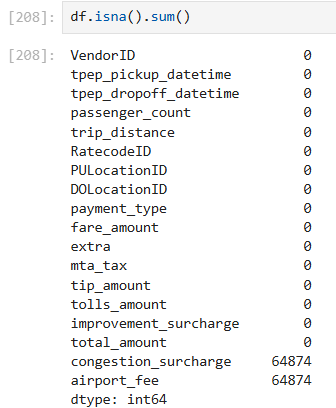 [208]: df.isna().sum()
[208]: VendorID 0
tpep_pickup_datetime 0
tpep_dropoff_datetime 0
passenger_count 0
trip_distance 0
RatecodeID 0
PULocationID 0
DOLocationID 0
payment_type 0
fare_amount 0
extra 0
mta_tax 0
tip_amount 0
tolls_amount 0
improvement_surcharge 0
total_amount 0
congestion_surcharge 64874
airport_fee 64874
dtype: int64